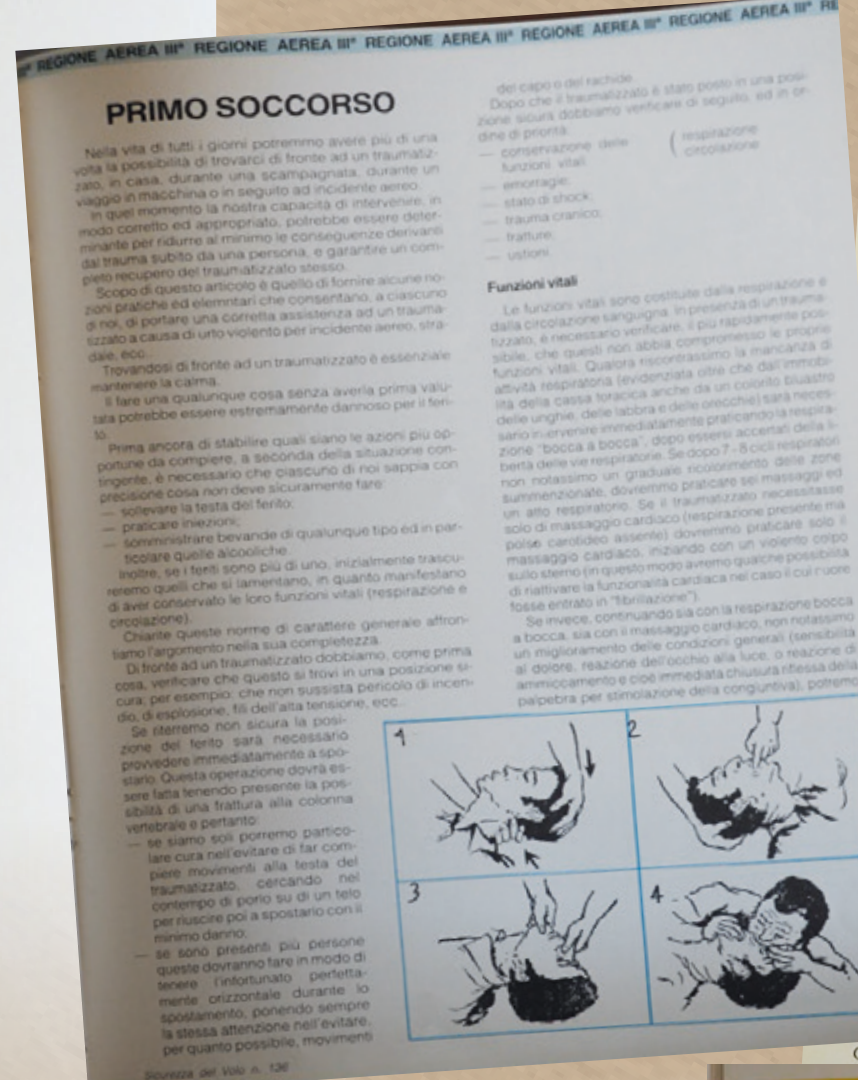 IIIª REGIONE AEREA IIIª REGIONE AEREA IIIª REGIONE AEREA IIIª REGIONE AEREA IIIª REGIONE AEREA IIIª RE
PRIMO SOCCORSO
Nella vita di tutti i giorni potremmo avere più di una
volta la possibilità di trovarci di fronte ad un traumatiz-
zato, in casa, durante una scampagnata, durante un
viaggio in macchina o in seguito ad incidente aereo.
In quel momento la nostra capacità di intervenire, in
modo corretto ed appropriato, potrebbe essere deter-
minante per ridurre al minimo le conseguenze derivanti
dal trauma subito da una persona, e garantire un com-
pleto recupero del traumatizzato stesso.
Scopo di questo articolo è quello di fornire alcune no-
zioni pratiche ed elemntari che consentano, a ciascuno
di noi, di portare una corretta assistenza ad un trauma-
tizzato a causa di urto violento per incidente aereo, stra-
dale, ecc..
Trovandosi di fronte ad un traumatizzato è essenziale
mantenere la calma.
Il fare una qualunque cosa senza averla prima valu-
tata potrebbe essere estremamente dannoso per il feri-
to.
Prima ancora di stabilire quali siano le azioni più op-
portune da compiere, a seconda della situazione con-
tingente, è necessario che ciascuno di noi sappia con
precisione cosa non deve sicuramente fare:
— sollevare la testa del ferito;
— praticare iniezioni;
— somministrare bevande di qualunque tipo ed in par-
ticolare quelle alcooliche.
Inoltre, se i feriti sono più di uno, inizialmente trascu-
reremo quelli che si lamentano, in quanto manifestano
di aver conservato le loro funzioni vitali (respirazione e
circolazione).
Chiarite queste norme di carattere generale affron-
tiamo l'argomento nella sua completezza.
Di fronte ad un traumatizzato dobbiamo, come prima
cosa, verificare che questo si trovi in una posizione si-
cura; per esempio: che non sussista pericolo di incen-
dio, di esplosione, fili dell'alta tensione, ecc..
Se riterremo non sicura la posi-
zione del ferito sarà necessario
provvedere immediatamente a spo-
starlo. Questa operazione dovrà es-
sere fatta tenendo presente la pos-
sibilità di una frattura alla colonna
vertebrale e pertanto:
— se siamo soli porremo partico-
lare cura nell'evitare di far com-
piere movimenti alla testa del
traumatizzato, cercando nel
contempo di porlo su di un telo
per riuscire poi a spostarlo con il
minimo danno;
— se sono presenti più persone
queste dovranno fare in modo di
tenere l'infortunato perfetta-
mente orizzontale durante lo
spostamento, ponendo sempre
la stessa attenzione nell'evitare,
per quanto possibile, movimenti
del capo o del rachide.
Dopo che il traumatizzato è stato posto in una posi-
zione sicura dobbiamo verificare di seguito, ed in or-
dine di priorità:
— conservazione delle ( respirazione
funzioni vitali circolazione
— emorragie;
— stato di shock;
— trauma cranico;
— fratture;
— ustioni.
Funzioni vitali
Le funzioni vitali sono costituite dalla respirazione e
dalla circolazione sanguigna. In presenza di un trauma-
tizzato, è necessario verificare, il più rapidamente pos-
sibile, che questi non abbia compromesso le proprie
funzioni vitali. Qualora riscontrassimo la mancanza di
attività respiratoria (evidenziata oltre che dall'immobi-
lità della cassa toracica anche da un colorito bluastro
delle unghie, delle labbra e delle orecchie) sarà neces-
sario intervenire immediatamente praticando la respira-
zione "bocca a bocca", dopo essersi accertati della li-
bertà delle vie respiratorie. Se dopo 7 - 8 cicli respiratori
non notassimo un graduale ricolorimento delle zone
summenzionate, dovremmo praticare sei massaggi ed
un atto respiratorio. Se il traumatizzato necessitasse
solo di massaggio cardiaco (respirazione presente ma
polso carotideo assente) dovremmo praticare solo il
massaggio cardiaco, iniziando con un violento colpo
sullo sterno (in questo modo avremo qualche possibilità
di riattivare la funzionalità cardiaca nel caso il cui cuore
fosse entrato in "fibrillazione").
Se invece, continuando sia con la respirazione bocca
a bocca, sia con il massaggio cardiaco, non notassimo
un miglioramento delle condizioni generali (sensibilità
al dolore, reazione dell'occhio alla luce, o reazione di
ammiccamento e cioè immediata chiusura riflessa della
palpebra per stimolazione della congiuntiva), potremo
1
2
3
4
Sicurezza del Volo n. 136